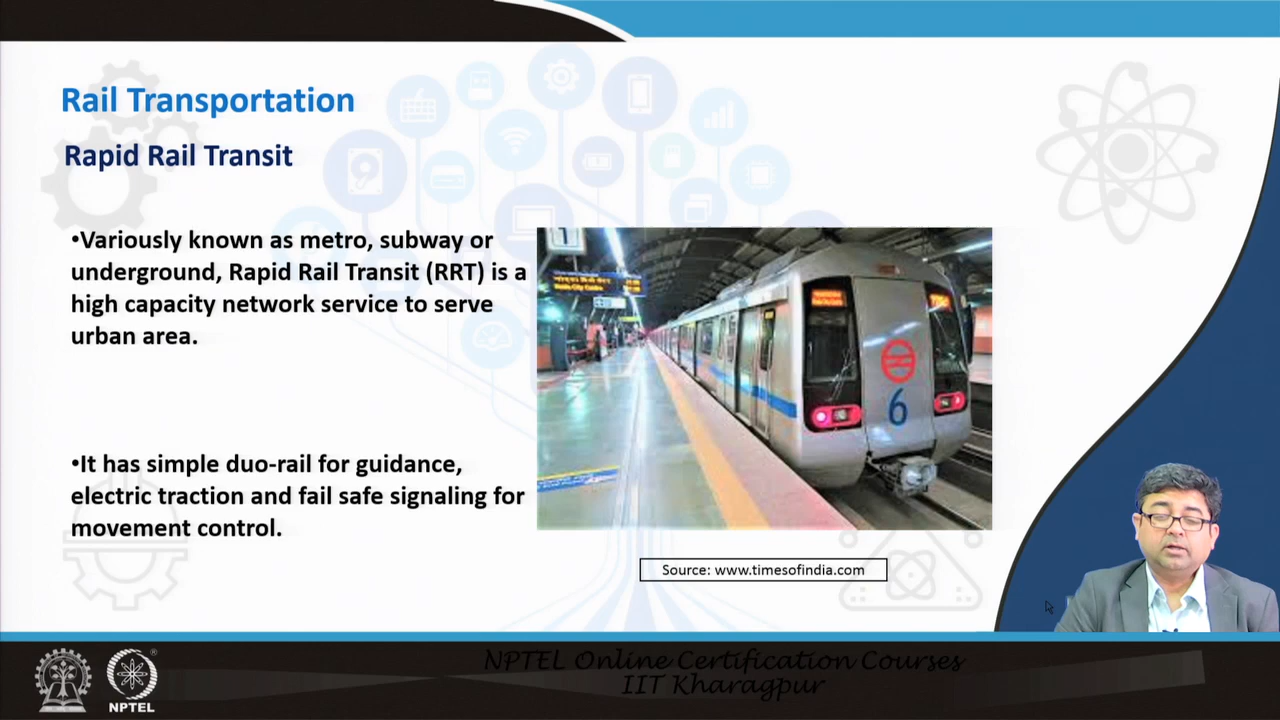 Rail Transportation
Rapid Rail Transit
•Variously known as metro, subway or
underground, Rapid Rail Transit (RRT) is a
high capacity network service to serve
urban area.
•It has simple duo-rail for guidance,
electric traction and fail safe signaling for
movement control.
1
6
Source: www.timesofindia.com
NPTEL Online Certification Courses
IIT Kharagpur
NPTEL